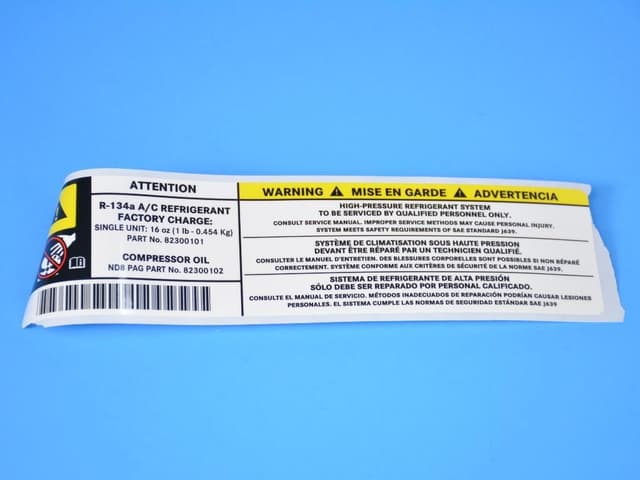 ATTENTION
R-134a A/C REFRIGERANT
FACTORY CHARGE:
SINGLE UNIT: 16 oz (1 lb - 0.454 Kg)
PART No. 82300101
COMPRESSOR OIL
ND8 PAG PART No. 82300102
WARNING ⚠ MISE EN GARDE ⚠ ADVERTENCIA
HIGH-PRESSURE REFRIGERANT SYSTEM
TO BE SERVICED BY QUALIFIED PERSONNEL ONLY.
CONSULT SERVICE MANUAL. IMPROPER SERVICE METHODS MAY CAUSE PERSONAL INJURY.
SYSTEM MEETS SAFETY REQUIREMENTS OF SAE STANDARD J639.
SYSTÈME DE CLIMATISATION SOUS HAUTE PRESSION
DEVANT ÊTRE RÉPARÉ PAR UN TECHNICIEN QUALIFIÉ.
CONSULTER LE MANUEL D'ENTRETIEN. DES BLESSURES CORPORELLES SONT POSSIBLES SI NON RÉPARÉ
CORRECTEMENT. SYSTÈME CONFORME AUX CRITÈRES DE SÉCURITÉ DE LA NORME SAE J639.
SISTEMA DE REFRIGERANTE DE ALTA PRESIÓN
SÓLO DEBE SER REPARADO POR PERSONAL CALIFICADO.
CONSULTE EL MANUAL DE SERVICIO. MÉTODOS INADECUADOS DE REPARACIÓN PODRÍAN CAUSAR LESIONES
PERSONALES. EL SISTEMA CUMPLE LAS NORMAS DE SEGURIDAD ESTÁNDAR SAE J639